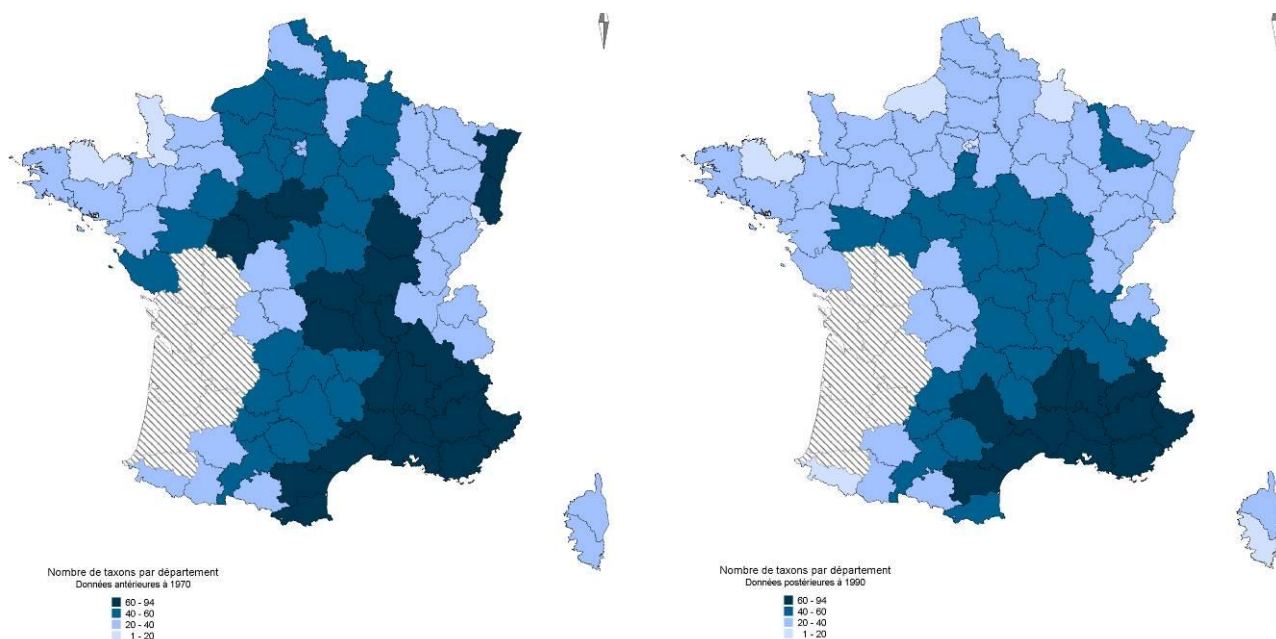 Nombre de taxons par département
Données antérieures à 1970
60 - 94
40 - 60
20 - 40
1 - 20
Nombre de taxons par département
Données postérieures à 1990
60 - 94
40 - 60
20 - 40
1 - 20